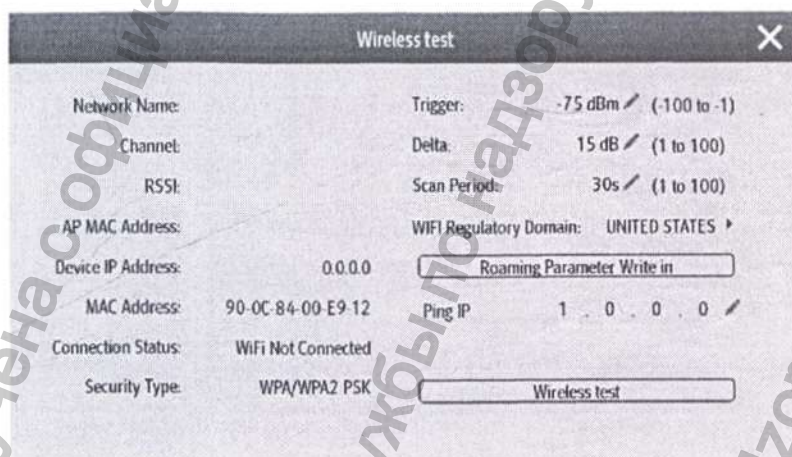 Wireless test
Network Name:
Channel:
RSSI:
AP MAC Address:
Device IP Address: 0.0.0.0
MAC Address: 90-0C-84-00-E9-12
Connection Status: WiFi Not Connected
Security Type: WPA/WPA2 PSK
Trigger: -75 dBm (-100 to -1)
Delta: 15 dB (1 to 100)
Scan Period: 30s (1 to 100)
WIFI Regulatory Domain: UNITED STATES
Roaming Parameter Write in
Ping IP 1 . 0 . 0 . 0
Wireless test